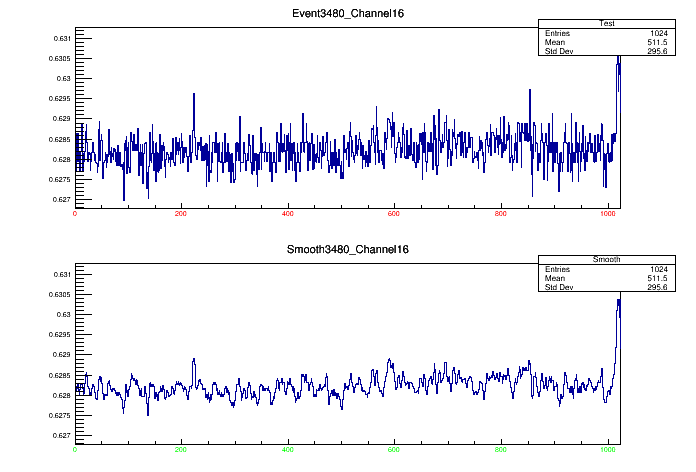 Event3480_Channel16
Test
Entries 1024
Mean 511.5
Std Dev 295.6
0.631
0.6305
0.63
0.6295
0.629
0.6285
0.628
0.6275
0.627
0 200 400 600 800 1000
Smooth3480_Channel16
Smooth
Entries 1024
Mean 511.5
Std Dev 295.6
0.631
0.6305
0.63
0.6295
0.629
0.6285
0.628
0.6275
0.627
0 200 400 600 800 1000